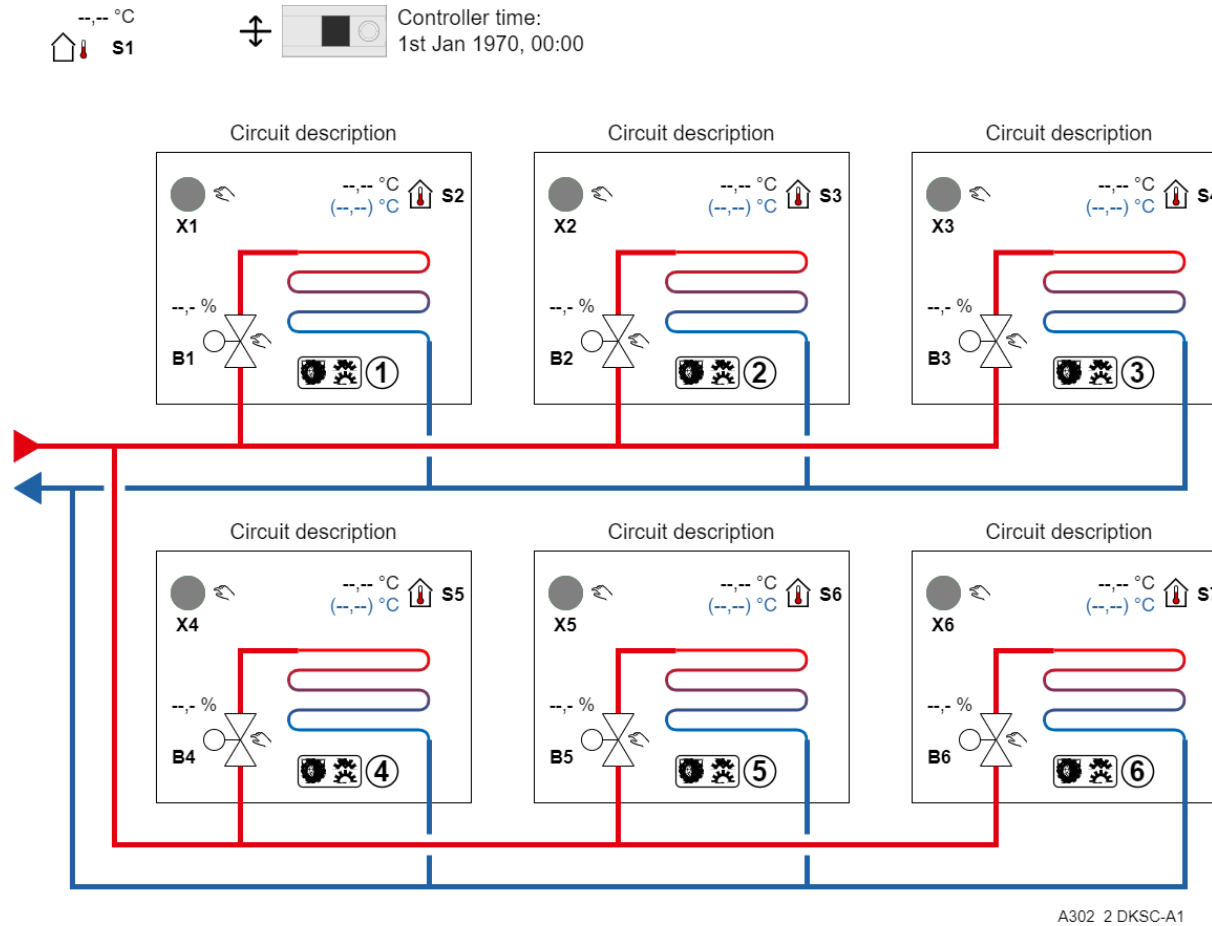 --,-- °C
S1
Controller time:
1st Jan 1970, 00:00
Circuit description Circuit description Circuit description
--,-- °C S2 --,-- °C S3 --,-- °C
(--,--) °C (--,--) °C (--,--) °C
X1 X2 X3
--,- % --,- % --,- %
B1 B2 B3
1 2 3
Circuit description Circuit description Circuit description
--,-- °C S5 --,-- °C S6 --,-- °C
(--,--) °C (--,--) °C (--,--) °C
X4 X5 X6
--,- % --,- % --,- %
B4 B5 B6
4 5 6
A302 2 DKSC-A1